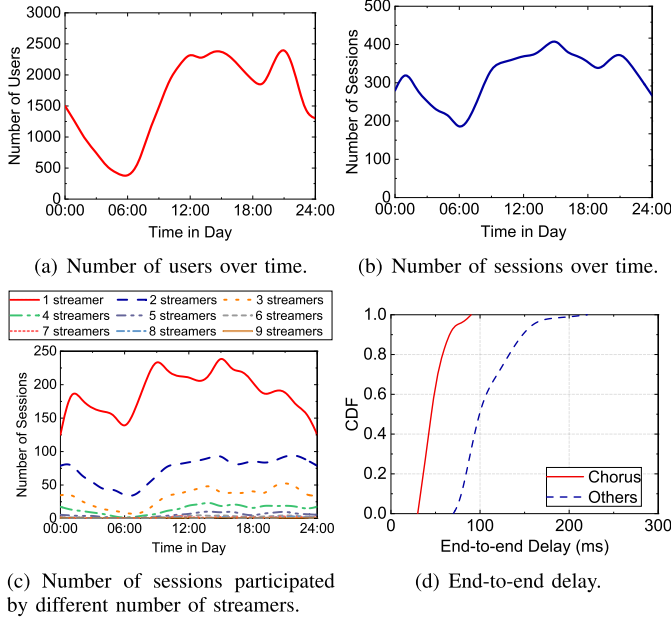 3000
2500
2000
1500
1000
500
0
Number of Users
00:00 06:00 12:00 18:00 24:00
Time in Day
(a) Number of users over time.
500
400
300
200
100
0
Number of Sessions
00:00 06:00 12:00 18:00 24:00
Time in Day
(b) Number of sessions over time.
1 streamer 2 streamers 3 streamers
4 streamers 5 streamers 6 streamers
7 streamers 8 streamers 9 streamers
250
200
150
100
50
0
Number of Sessions
00:00 06:00 12:00 18:00 24:00
Time in Day
(c) Number of sessions participated
by different number of streamers.
1.0
0.8
0.6
0.4
0.2
0.0
CDF
Chorus
Others
0 100 200 300
End-to-end Delay (ms)
(d) End-to-end delay.